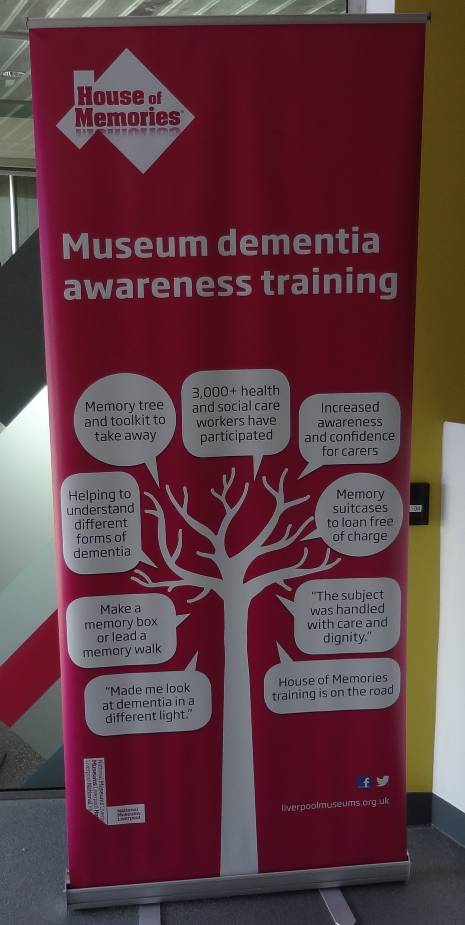 House of
Memories
Museum dementia
awareness training
Memory tree
and toolkit to
take away
3,000+ health
and social care
workers have
participated
Increased
awareness
and confidence
for carers
Helping to
understand
different
forms of
dementia
Memory
suitcases
to loan free
of charge
Make a
memory box
or lead a
memory walk
"The subject
was handled
with care and
dignity."
"Made me look
at dementia in a
different light."
House of Memories
training is on the road
National
Museums
Liverpool
liverpoolmuseums.org.uk